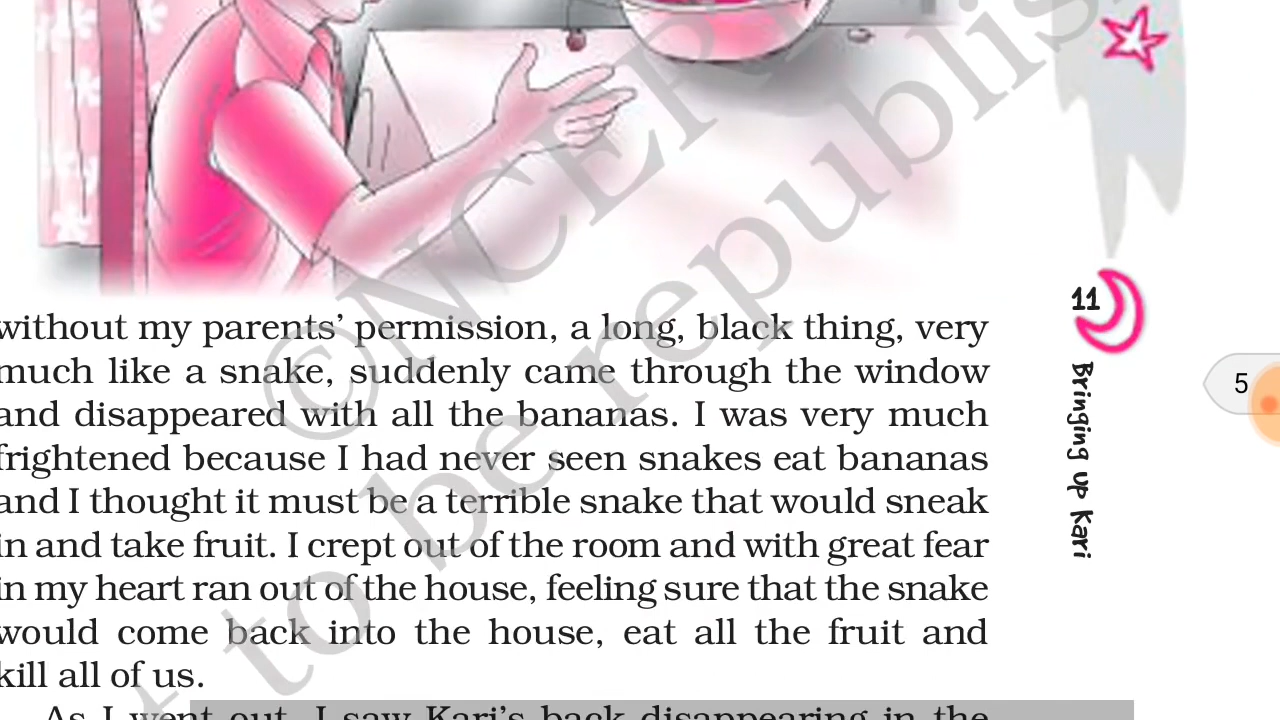 without my parents’ permission, a long, black thing, very
much like a snake, suddenly came through the window
and disappeared with all the bananas. I was very much
frightened because I had never seen snakes eat bananas
and I thought it must be a terrible snake that would sneak
in and take fruit. I crept out of the room and with great fear
in my heart ran out of the house, feeling sure that the snake
would come back into the house, eat all the fruit and
kill all of us.
As I went out, I saw Kari’s back disappearing in the
11
Bringing up Kari
5
©NCER
to be republis